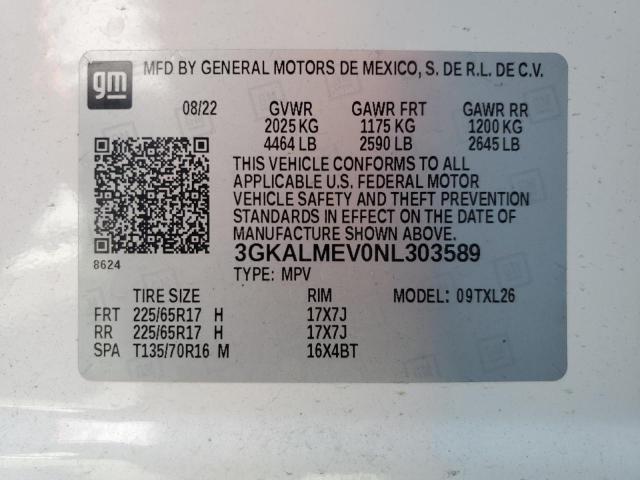 gm MFD BY GENERAL MOTORS DE MEXICO, S. DE R.L. DE C.V.
08/22 GVWR GAWR FRT GAWR RR
2025 KG 1175 KG 1200 KG
4464 LB 2590 LB 2645 LB
THIS VEHICLE CONFORMS TO ALL
APPLICABLE U.S. FEDERAL MOTOR
VEHICLE SAFETY AND THEFT PREVENTION
STANDARDS IN EFFECT ON THE DATE OF
MANUFACTURE SHOWN ABOVE.
3GKALMEV0NL303589
8624 TYPE: MPV
TIRE SIZE RIM MODEL: 09TXL26
FRT 225/65R17 H 17X7J
RR 225/65R17 H 17X7J
SPA T135/70R16 M 16X4BT